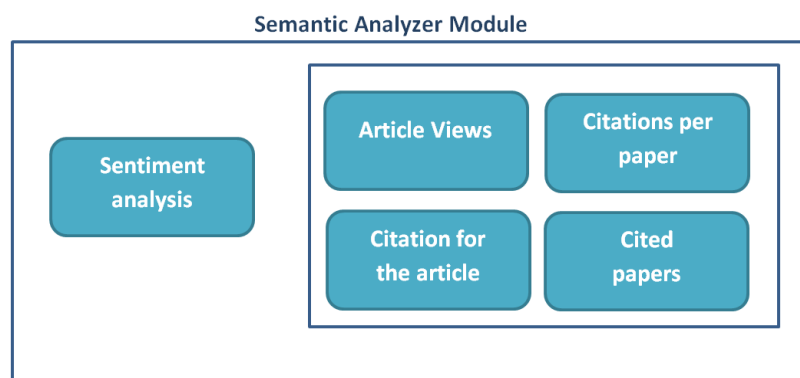 Semantic Analyzer Module
Sentiment
analysis
Article Views
Citations per
paper
Citation for
the article
Cited
papers